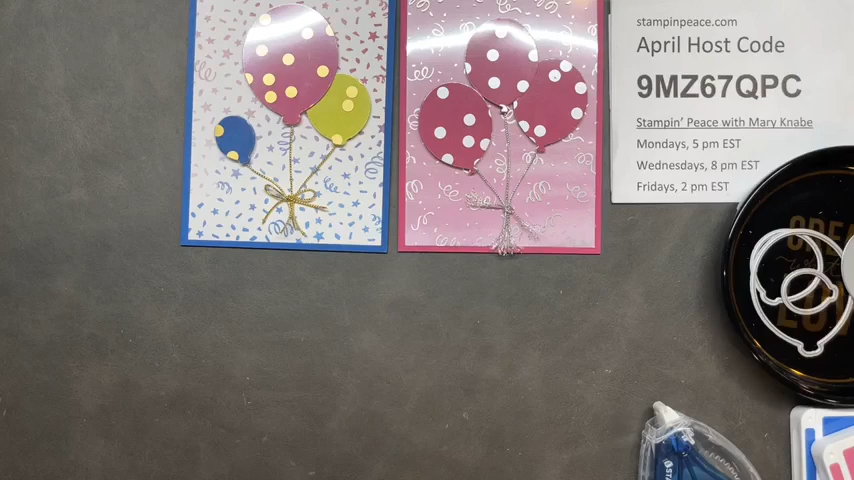 stampinpeace.com
April Host Code
9MZ67QPC
Stampin' Peace with Mary Knabe
Mondays, 5 pm EST
Wednesdays, 8 pm EST
Fridays, 2 pm EST